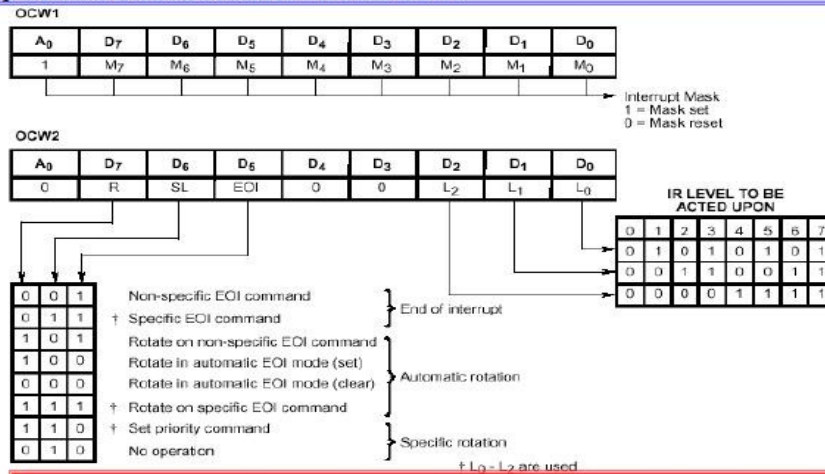 OCW1
A0 D7 D6 D5 D4 D3 D2 D1 D0
1 M7 M6 M5 M4 M3 M2 M1 M0
Interrupt Mask
1 = Mask set
0 = Mask reset
OCW2
A0 D7 D6 D5 D4 D3 D2 D1 D0
0 R SL EOI 0 0 L2 L1 L0
IR LEVEL TO BE
ACTED UPON
0 1 2 3 4 5 6 7
0 1 0 1 0 1 0 1
0 0 1 1 0 0 1 1
0 0 0 0 1 1 1 1
0 0 1 Non-specific EOI command
0 1 1 † Specific EOI command
End of interrupt
1 0 1 Rotate on non-specific EOI command
1 0 0 Rotate in automatic EOI mode (set)
0 0 0 Rotate in automatic EOI mode (clear)
1 1 1 † Rotate on specific EOI command
Automatic rotation
1 1 0 † Set priority command
0 1 0 No operation
Specific rotation
† L0 - L2 are used